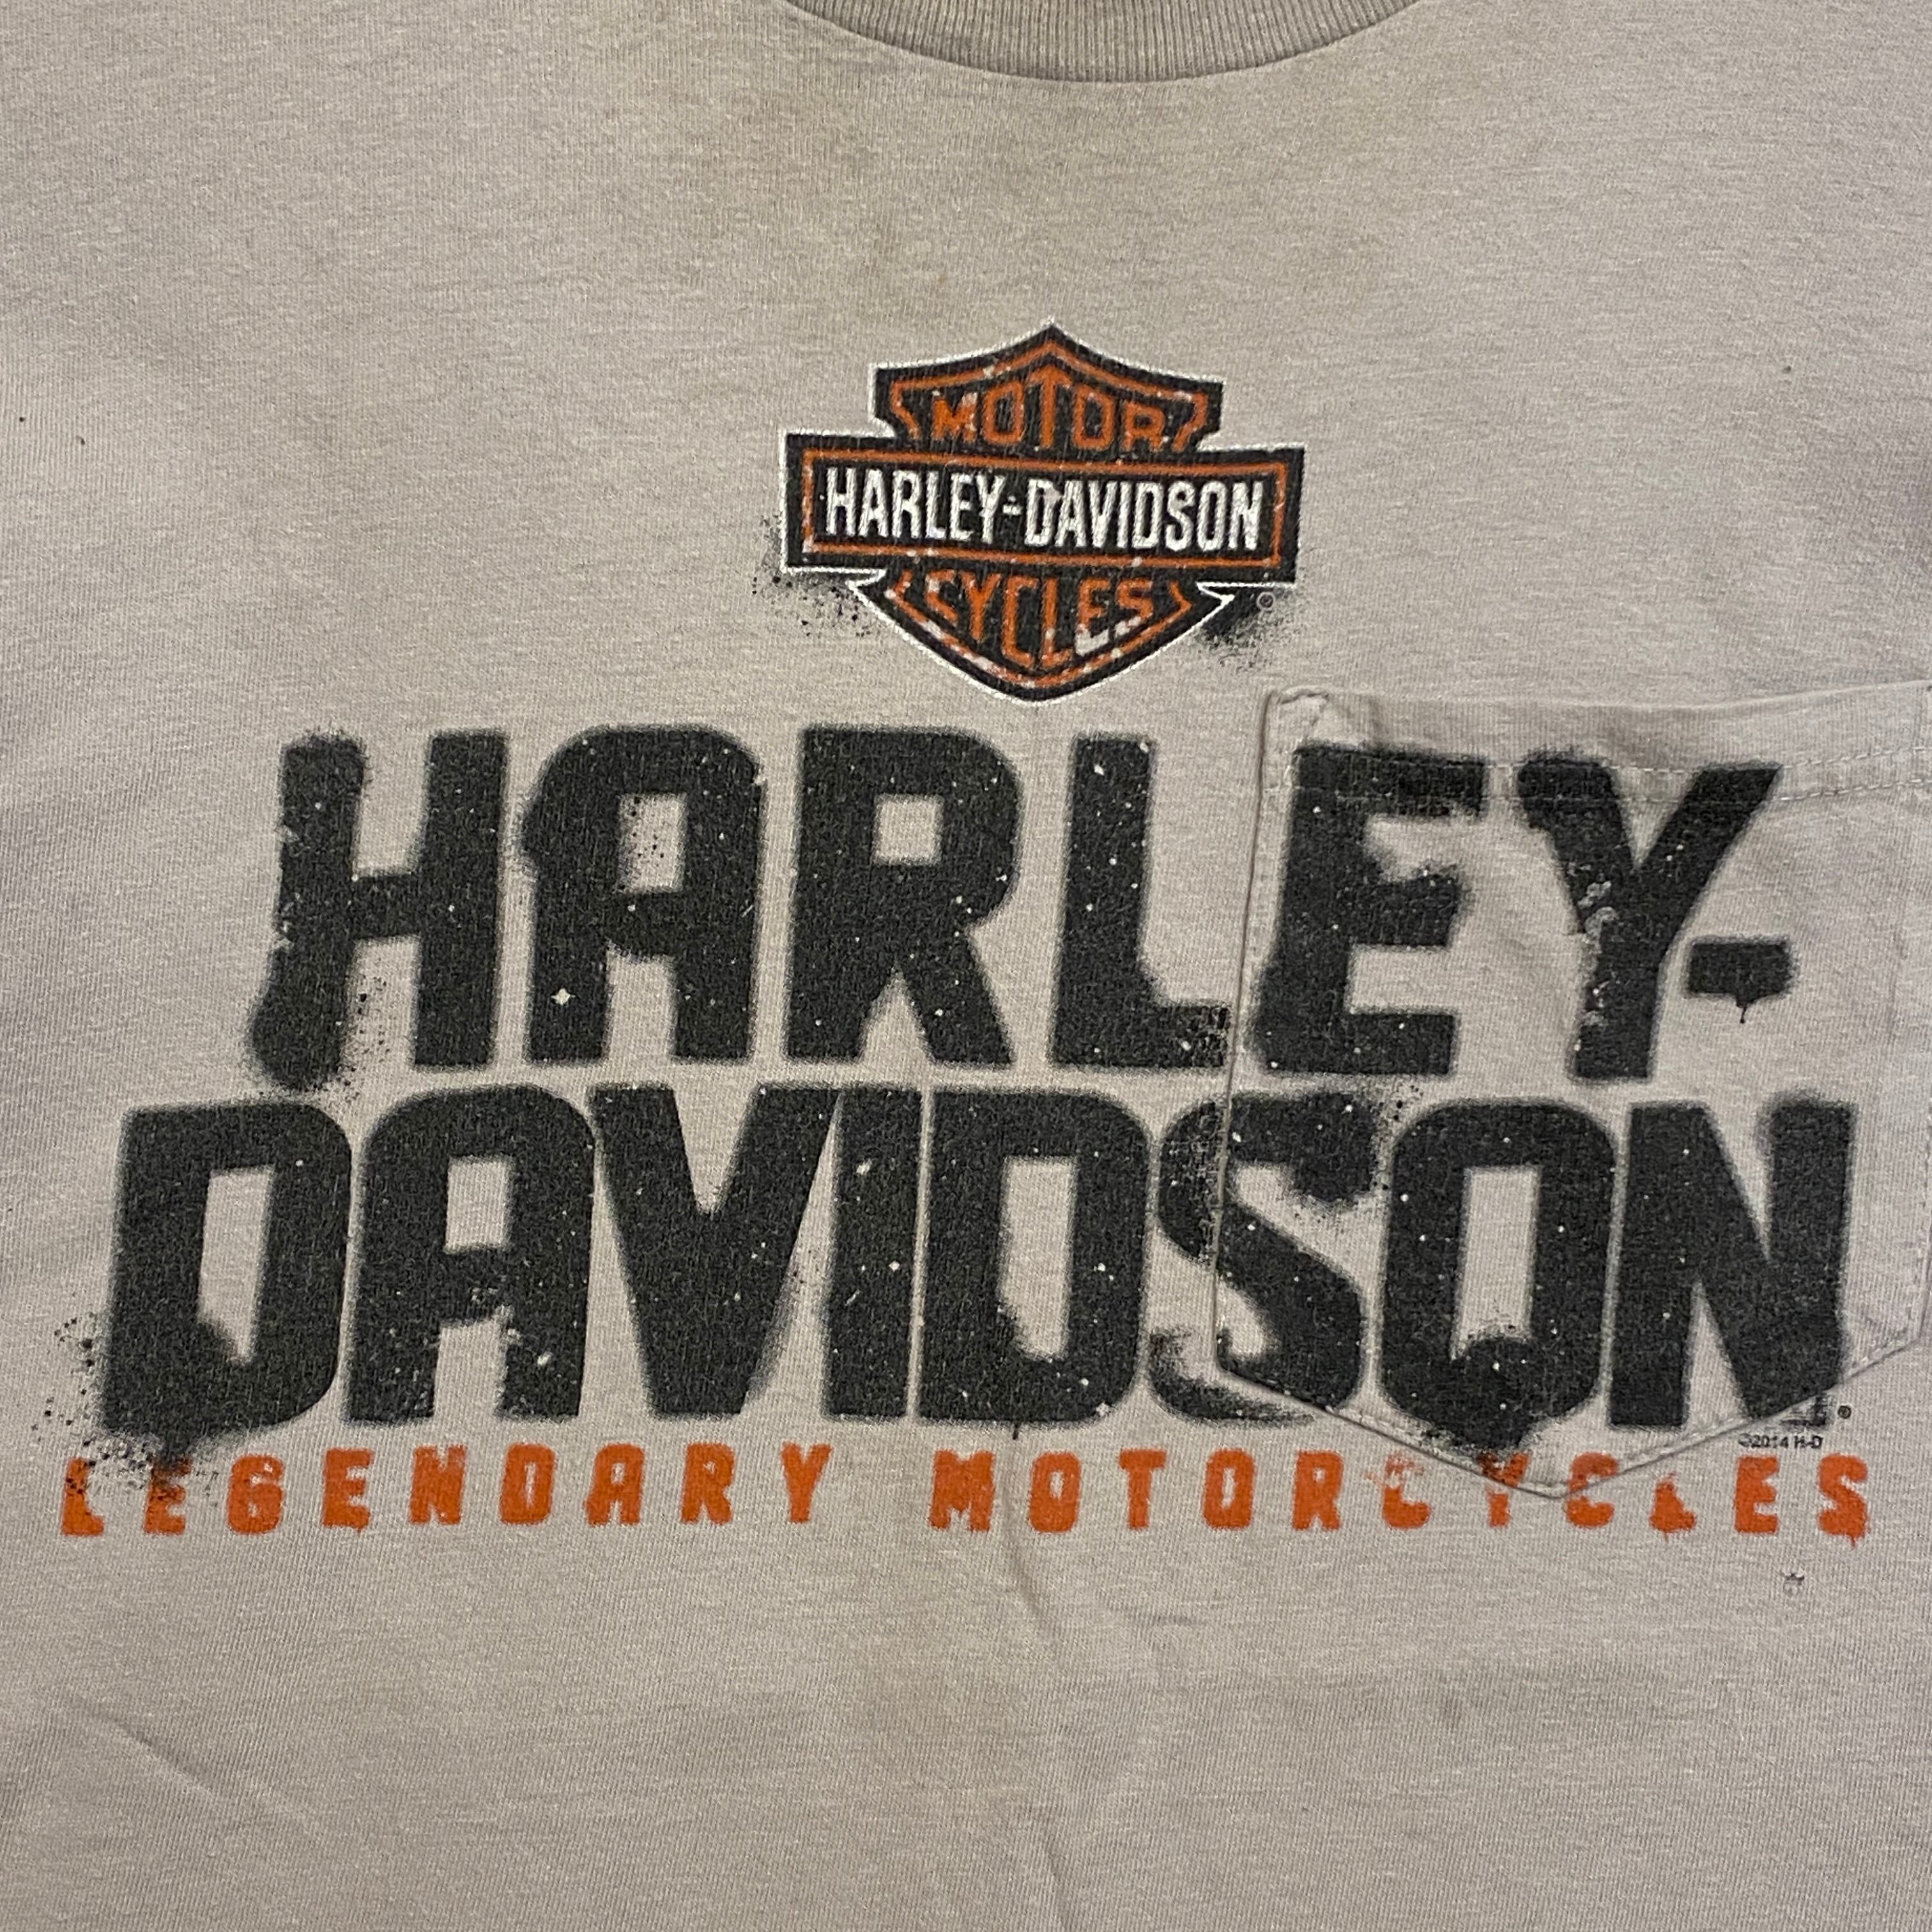 MOTOR
HARLEY-DAVIDSON
CYCLES
®
HARLEY-
DAVIDSON
®
©2014 H-D
LEGENDARY MOTORCYCLES